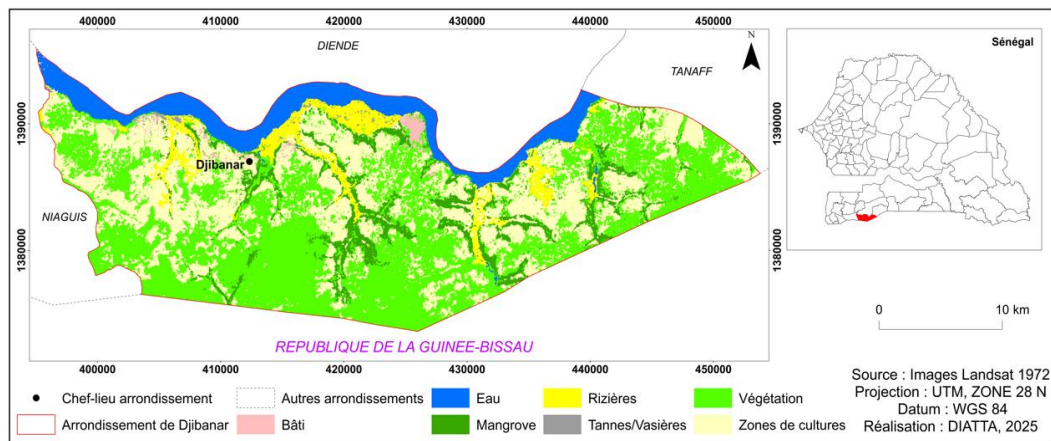 400000 410000 420000 430000 440000 450000
DIENDE
N
TANAFF
Sénégal
1390000
1390000
Djibanar
NIAGUIS
1380000
1380000
0 10 km
REPUBLIQUE DE LA GUINEE-BISSAU
400000 410000 420000 430000 440000 450000
Chef-lieu arrondissement
Autres arrondissements
Eau
Rizières
Végétation
Arrondissement de Djibanar
Bâti
Mangrove
Tannes/Vasières
Zones de cultures
Source : Images Landsat 1972
Projection : UTM, ZONE 28 N
Datum : WGS 84
Réalisation : DIATTA, 2025